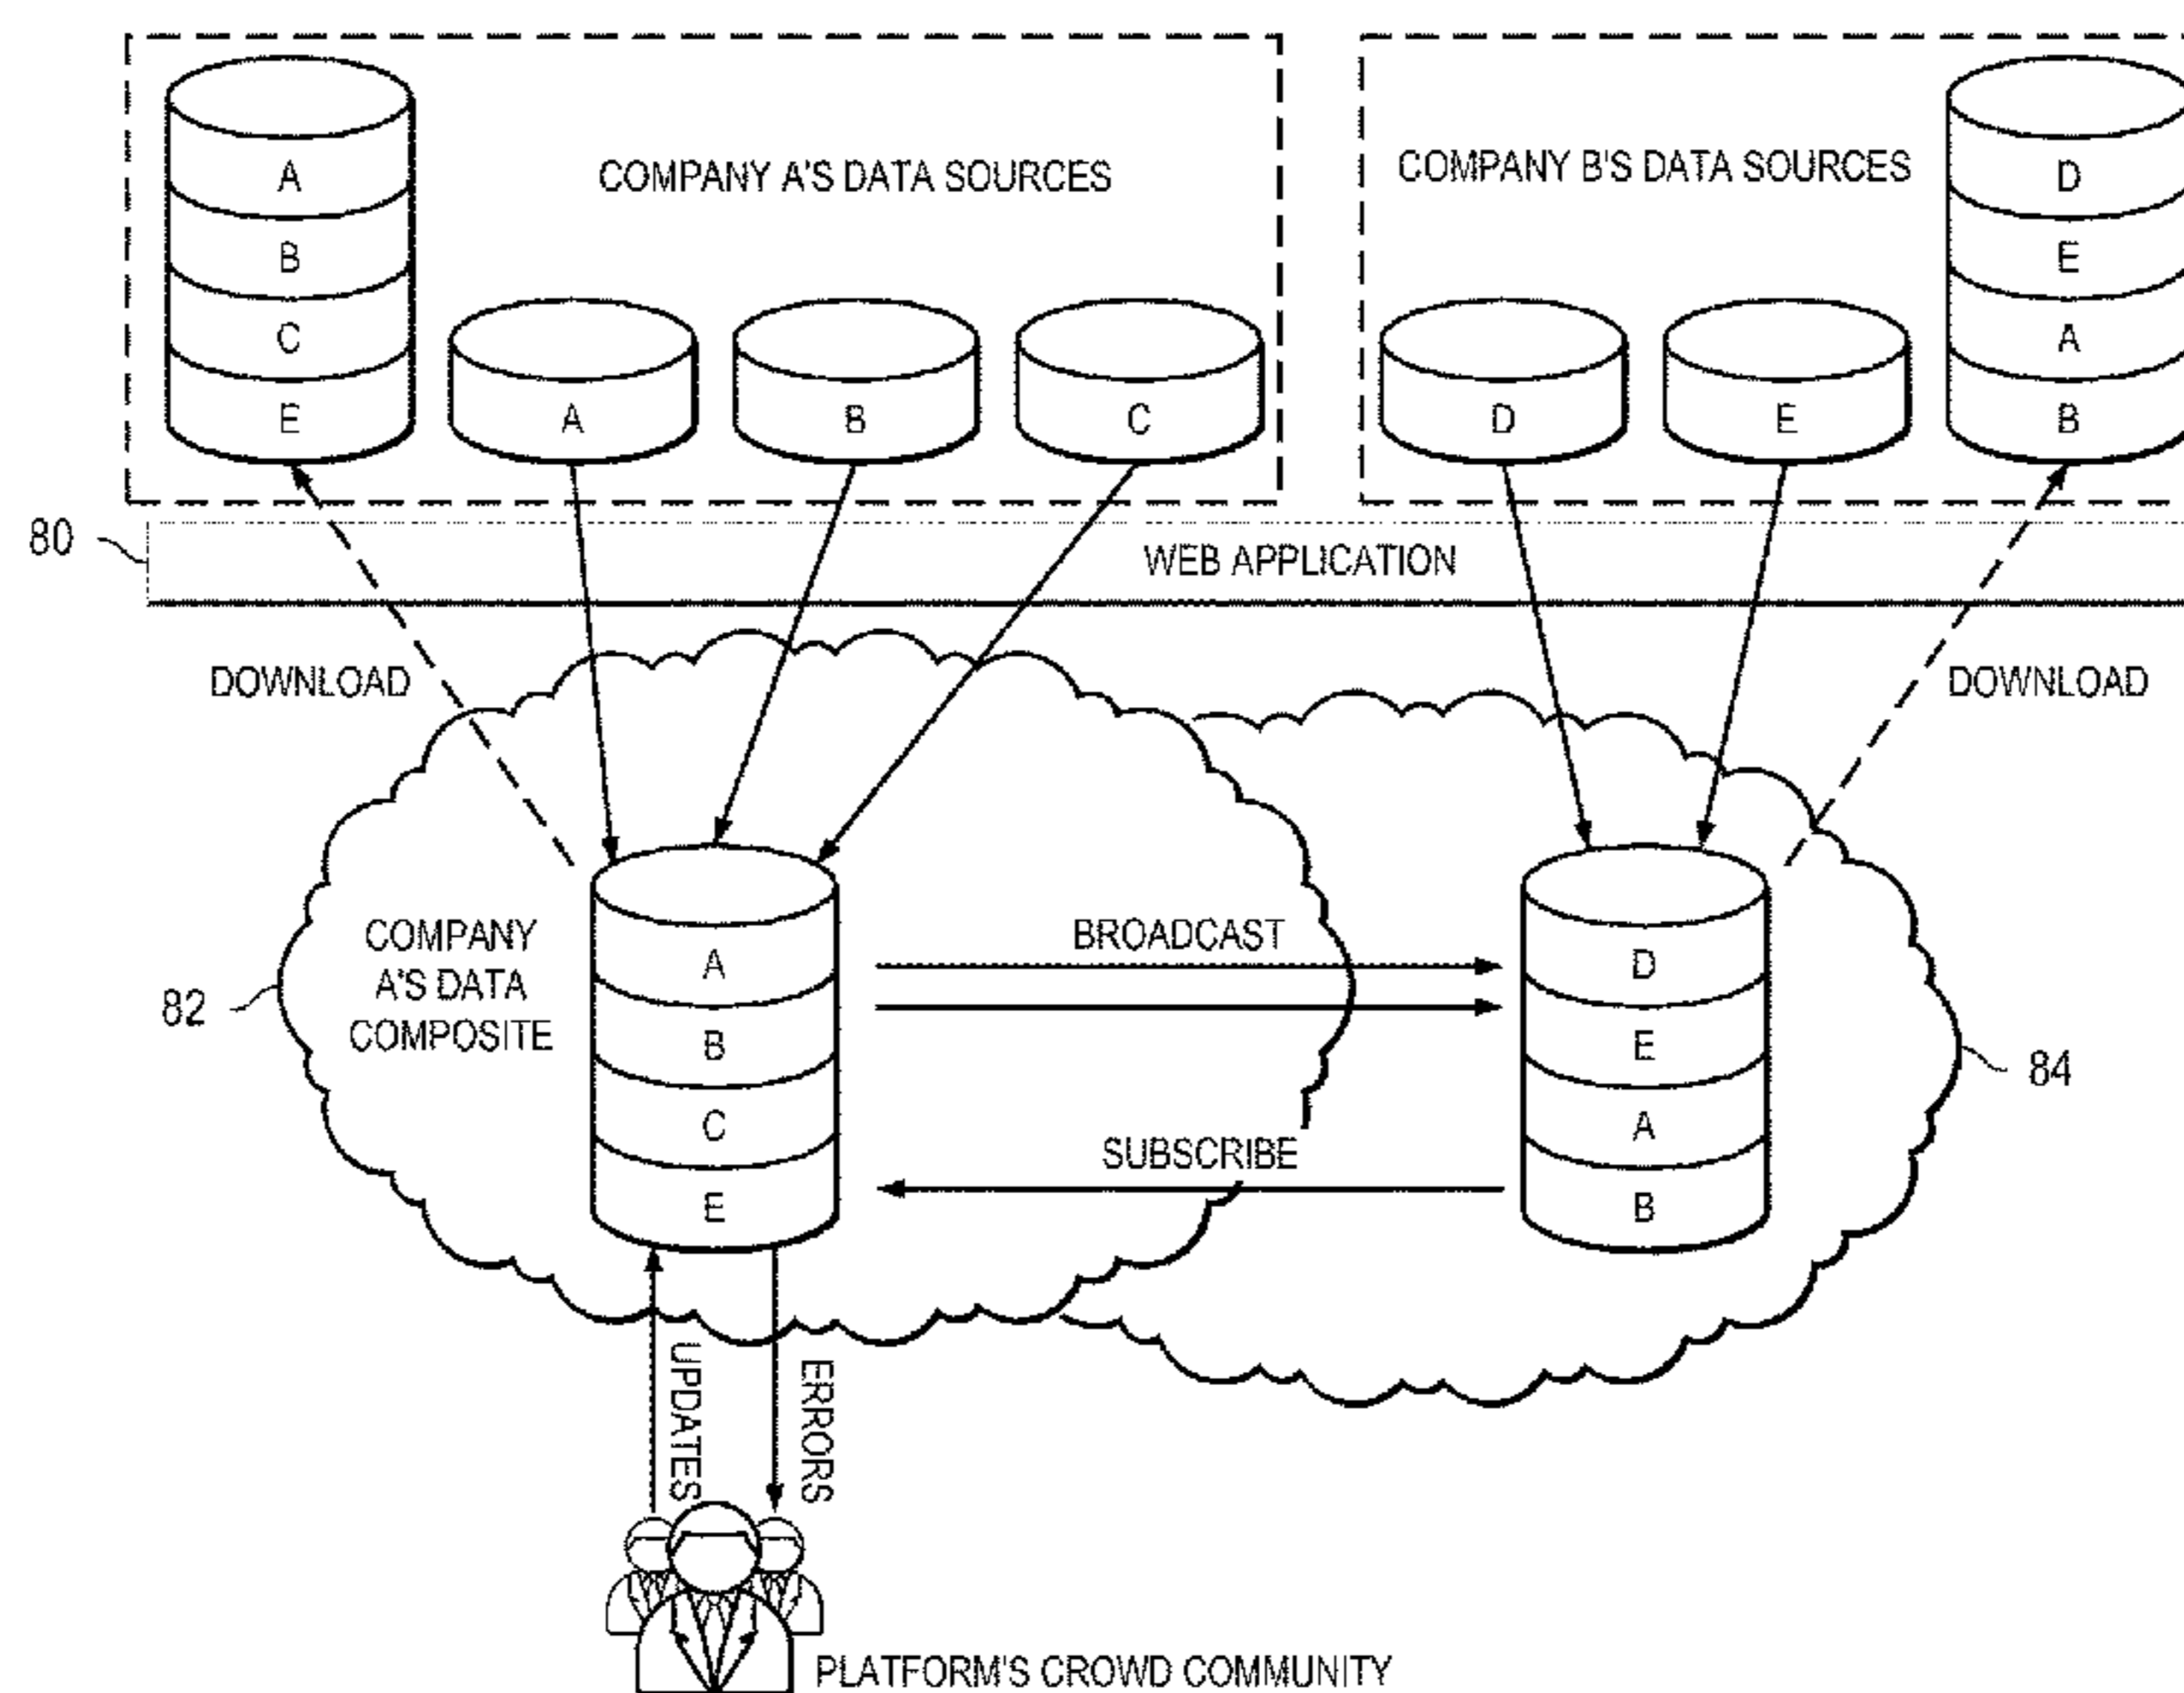 COMPANY A'S DATA SOURCES
A
B
C
E
A
B
C
COMPANY B'S DATA SOURCES
D
E
D
E
A
B
80
WEB APPLICATION
DOWNLOAD
DOWNLOAD
82
COMPANY
A'S DATA
COMPOSITE
A
B
C
E
BROADCAST
SUBSCRIBE
D
E
A
B
84
UPDATES
ERRORS
PLATFORM'S CROWD COMMUNITY